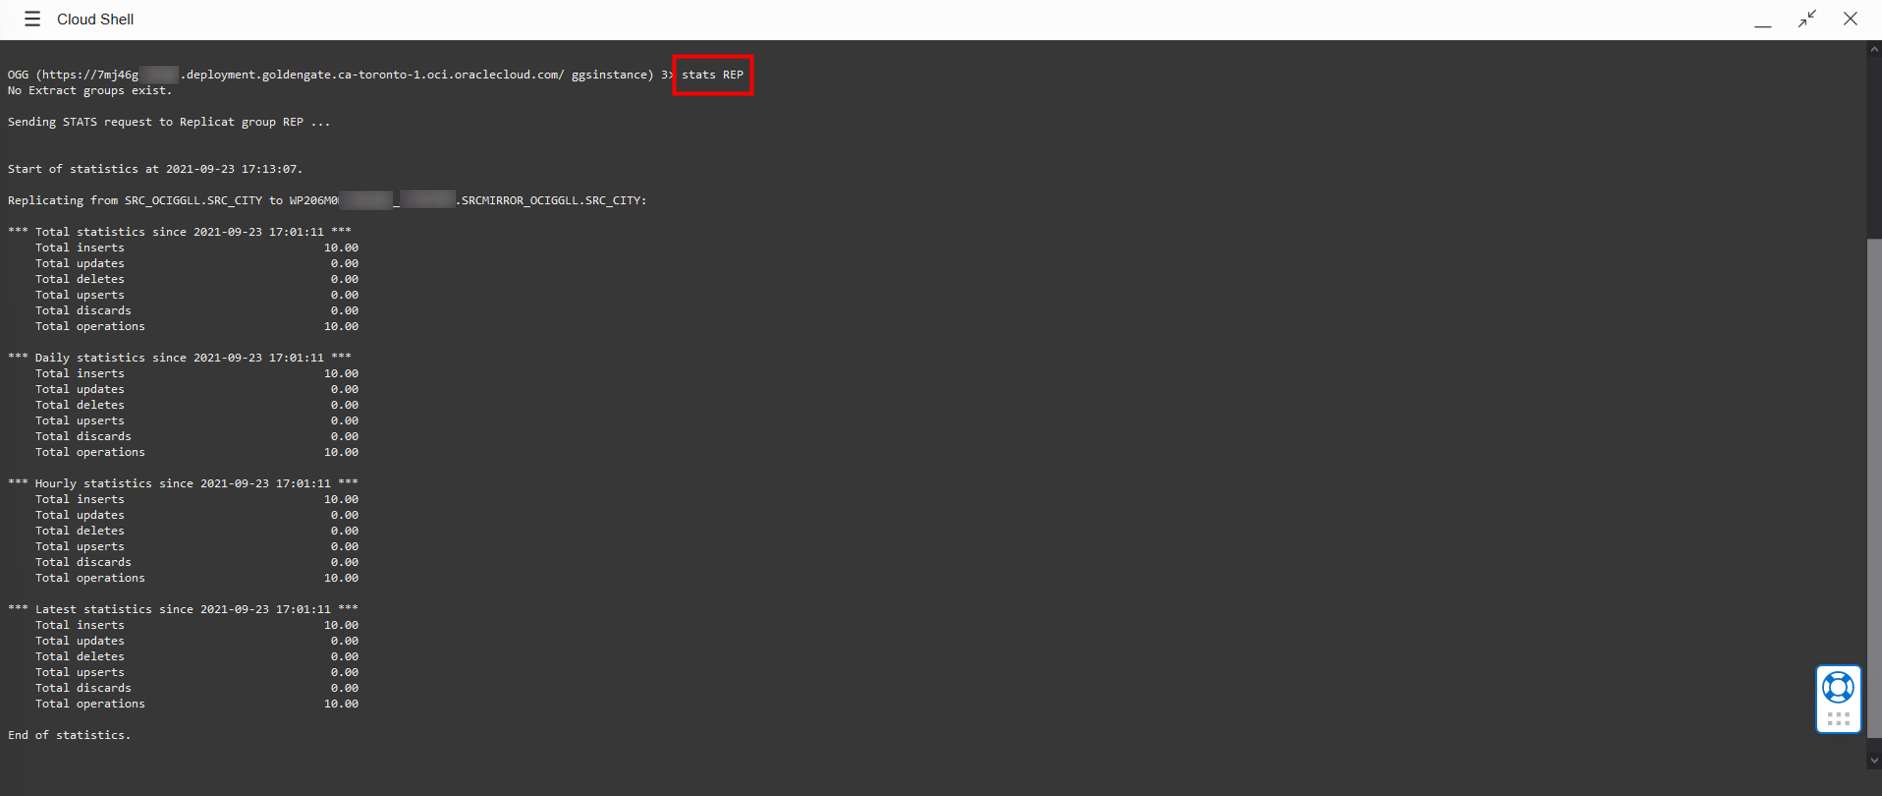 Cloud Shell
OGG (https://7mj46g .deployment.goldengate.ca-toronto-1.oci.oraclecloud.com/ ggsinstance) 3> stats REP
No Extract groups exist.
Sending STATS request to Replicat group REP ...
Start of statistics at 2021-09-23 17:13:07.
Replicating from SRC_OCIGGLL.SRC_CITY to WP206M0 _ .SRCMIRROR_OCIGGLL.SRC_CITY:
*** Total statistics since 2021-09-23 17:01:11 ***
Total inserts 10.00
Total updates 0.00
Total deletes 0.00
Total upserts 0.00
Total discards 0.00
Total operations 10.00
*** Daily statistics since 2021-09-23 17:01:11 ***
Total inserts 10.00
Total updates 0.00
Total deletes 0.00
Total upserts 0.00
Total discards 0.00
Total operations 10.00
*** Hourly statistics since 2021-09-23 17:01:11 ***
Total inserts 10.00
Total updates 0.00
Total deletes 0.00
Total upserts 0.00
Total discards 0.00
Total operations 10.00
*** Latest statistics since 2021-09-23 17:01:11 ***
Total inserts 10.00
Total updates 0.00
Total deletes 0.00
Total upserts 0.00
Total discards 0.00
Total operations 10.00
End of statistics.